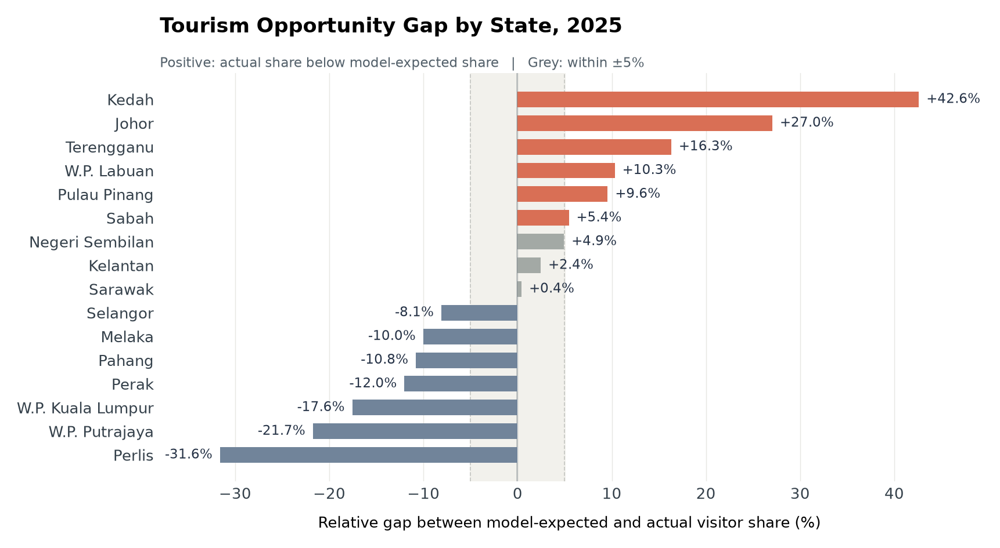 Tourism Opportunity Gap by State, 2025
Positive: actual share below model-expected share | Grey: within ±5%
Kedah +42.6%
Johor +27.0%
Terengganu +16.3%
W.P. Labuan +10.3%
Pulau Pinang +9.6%
Sabah +5.4%
Negeri Sembilan +4.9%
Kelantan +2.4%
Sarawak +0.4%
Selangor -8.1%
Melaka -10.0%
Pahang -10.8%
Perak -12.0%
W.P. Kuala Lumpur -17.6%
W.P. Putrajaya -21.7%
Perlis -31.6%
−30 −20 −10 0 10 20 30 40
Relative gap between model-expected and actual visitor share (%)